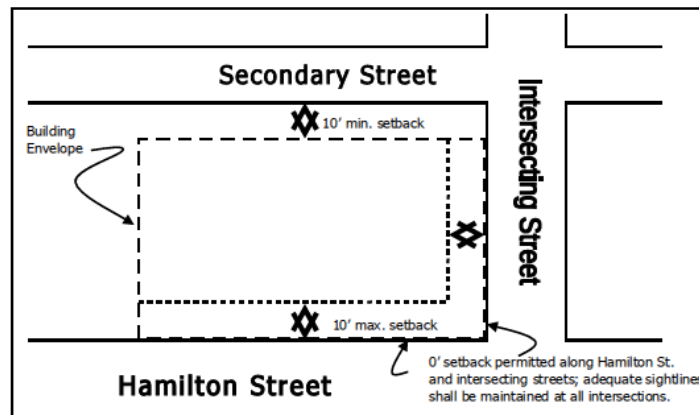 Secondary Street
Intersecting Street
10' min. setback
Building
Envelope
10' max. setback
0' setback permitted along Hamilton St.
and intersecting streets; adequate sightlines
shall be maintained at all intersections.
Hamilton Street